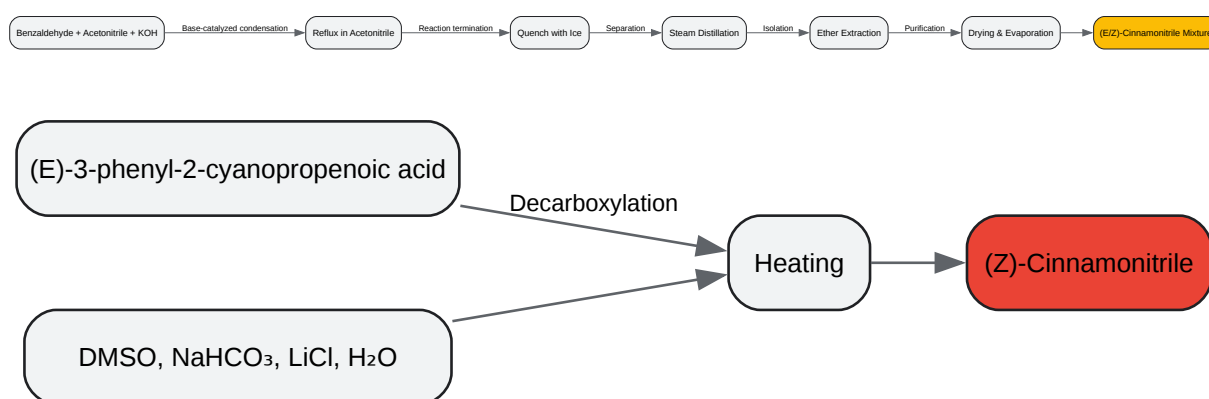 Benzaldehyde + Acetonitrile + KOH
Base-catalyzed condensation
Reflux in Acetonitrile
Reaction termination
Quench with Ice
Separation
Steam Distillation
Isolation
Ether Extraction
Purification
Drying & Evaporation
(E/Z)-Cinnamonitrile Mixture
(E)-3-phenyl-2-cyanopropenoic acid
Decarboxylation
Heating
(Z)-Cinnamonitrile
DMSO, NaHCO₃, LiCl, H₂O